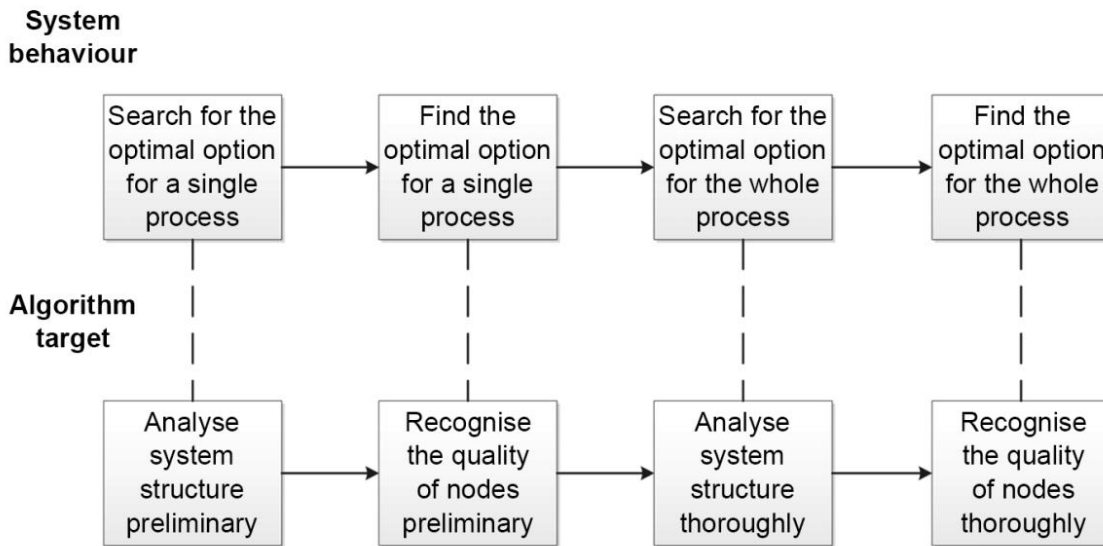 System
behaviour
Search for the
optimal option
for a single
process
Find the
optimal option
for a single
process
Search for the
optimal option
for the whole
process
Find the
optimal option
for the whole
process
Algorithm
target
Analyse
system
structure
preliminary
Recognise
the quality
of nodes
preliminary
Analyse
system
structure
thoroughly
Recognise
the quality
of nodes
thoroughly